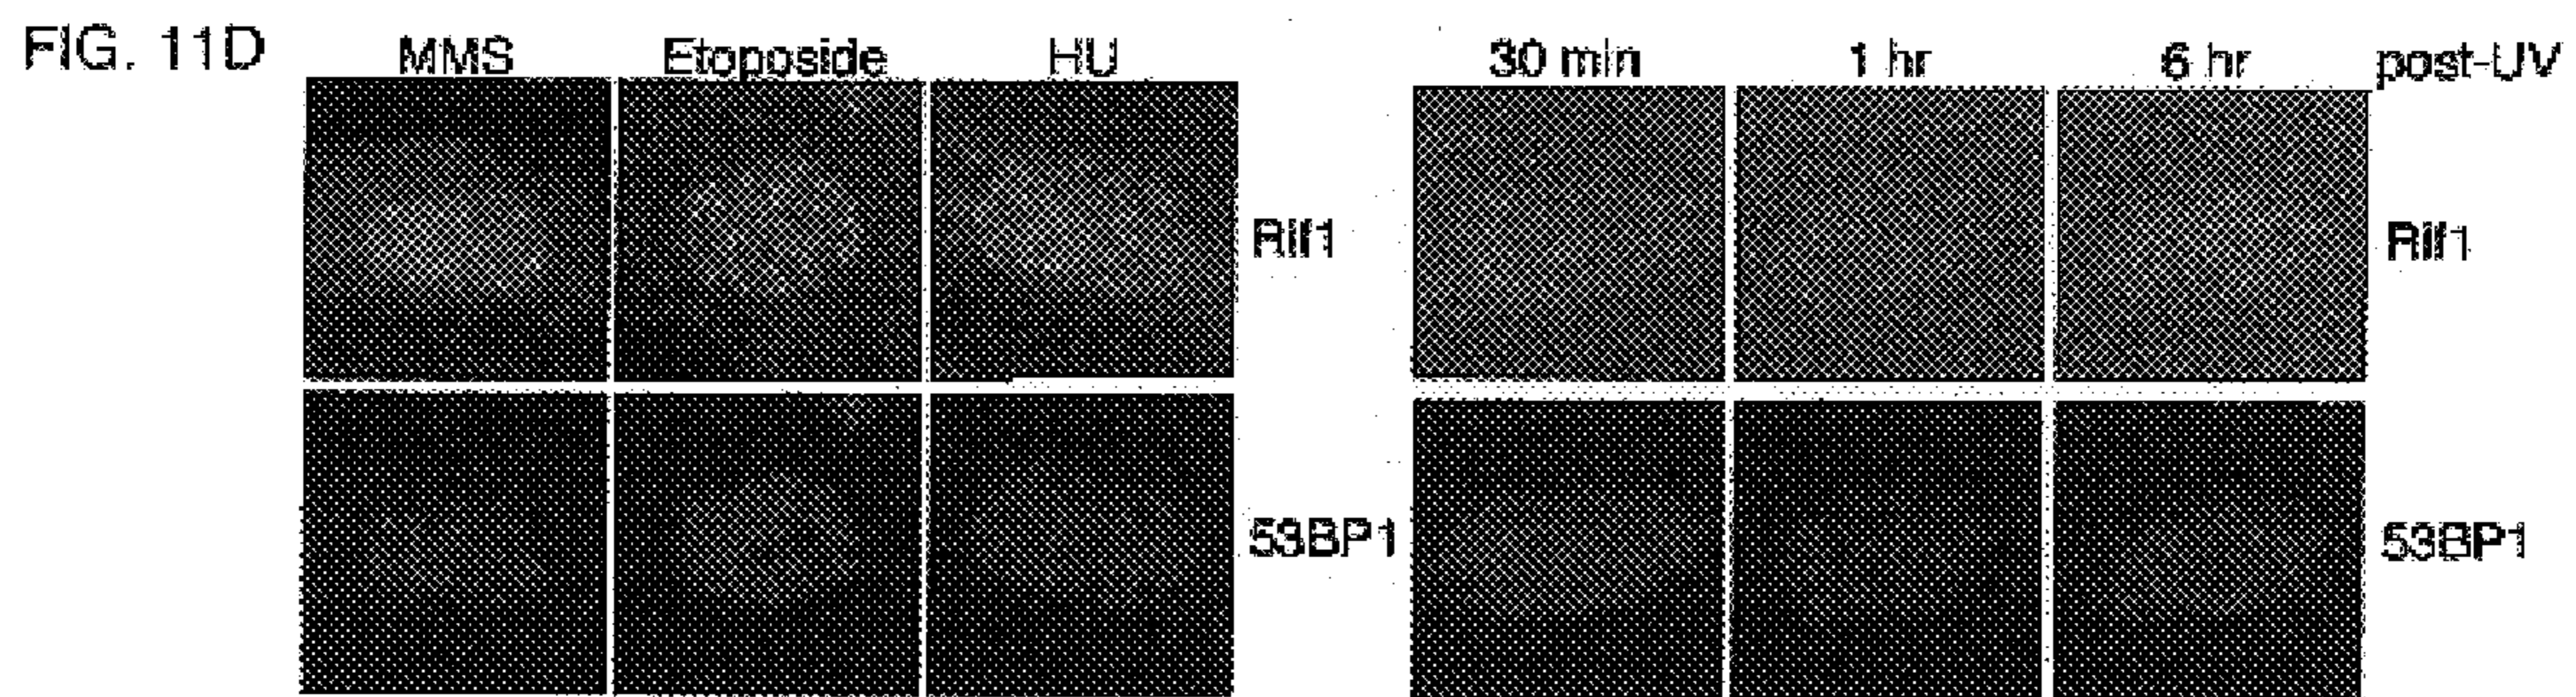 FIG. 11D
MMS Etoposide HU 30 min 1 hr 6 hr post-UV
Rif1 Rif1
53BP1 53BP1